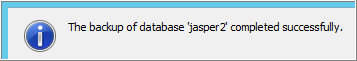 The backup of database 'jasper2' completed successfully.